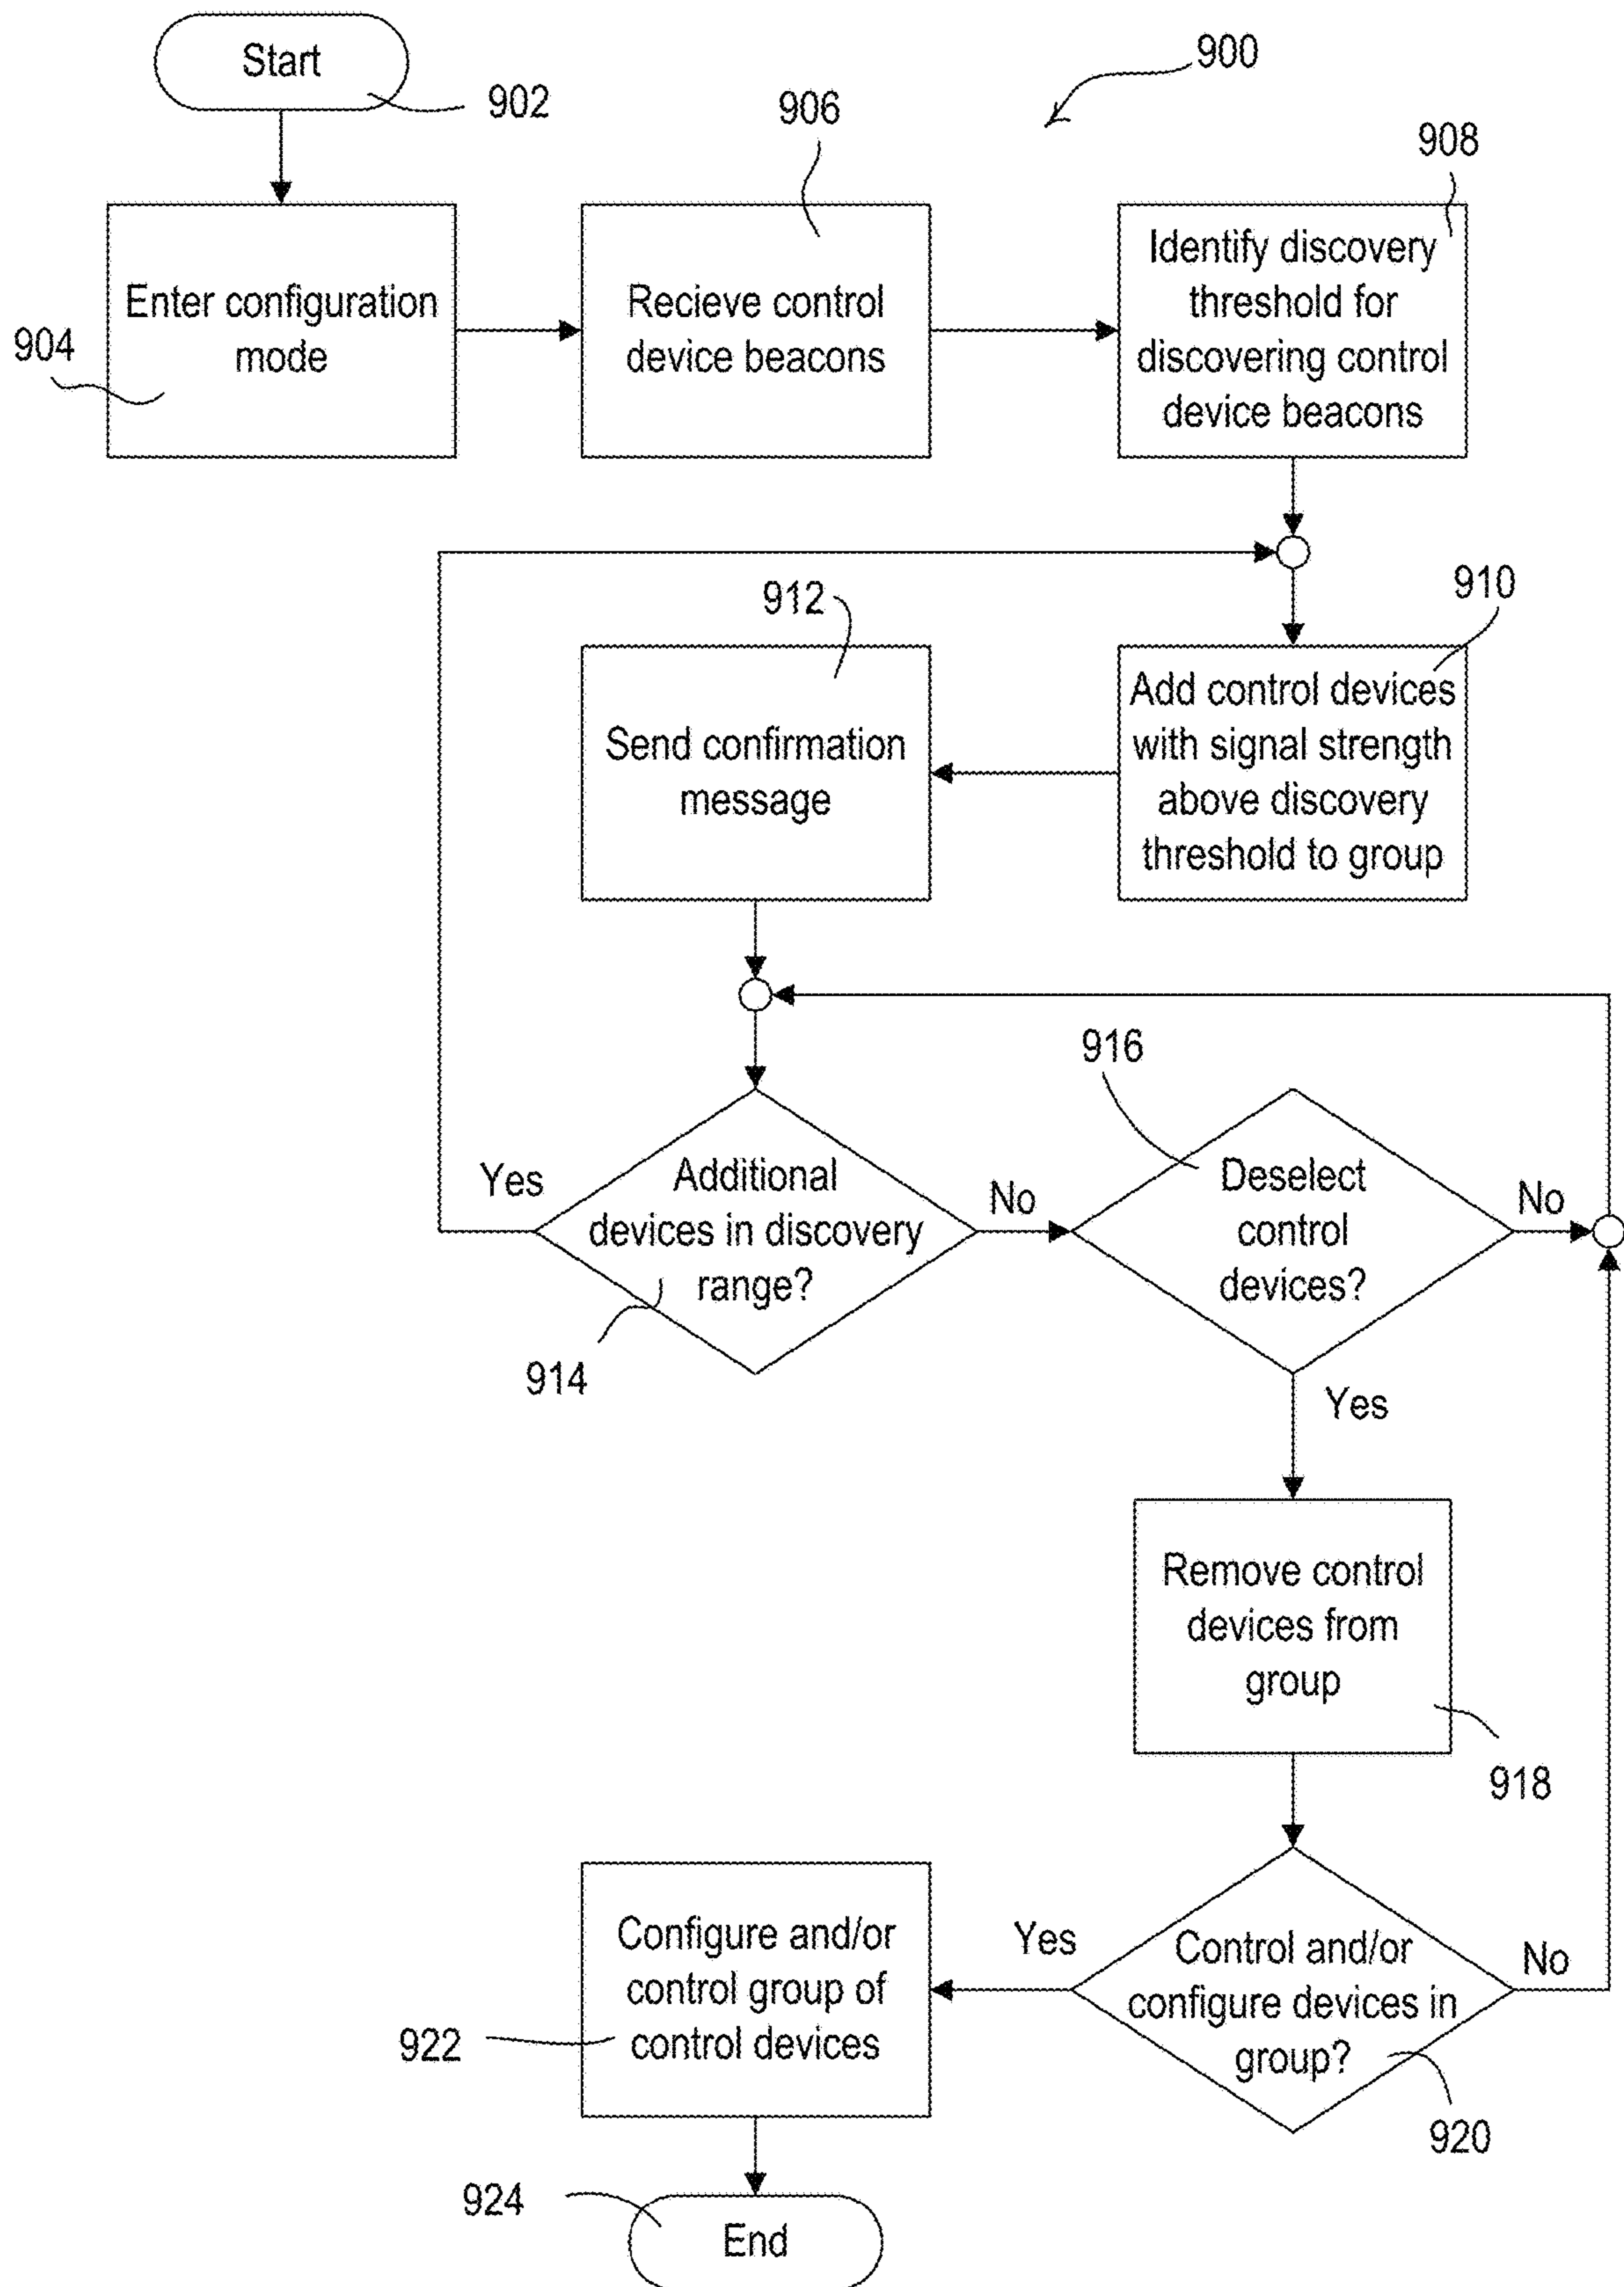 Start
902
900
906
908
Enter configuration
mode
904
Recieve control
device beacons
Identify discovery
threshold for
discovering control
device beacons
912
910
Send confirmation
message
Add control devices
with signal strength
above discovery
threshold to group
916
Yes
Additional
devices in discovery
range?
914
No
Deselect
control
devices?
No
Yes
Remove control
devices from
group
918
Configure and/or
control group of
control devices
922
Yes
Control and/or
configure devices in
group?
No
920
924
End